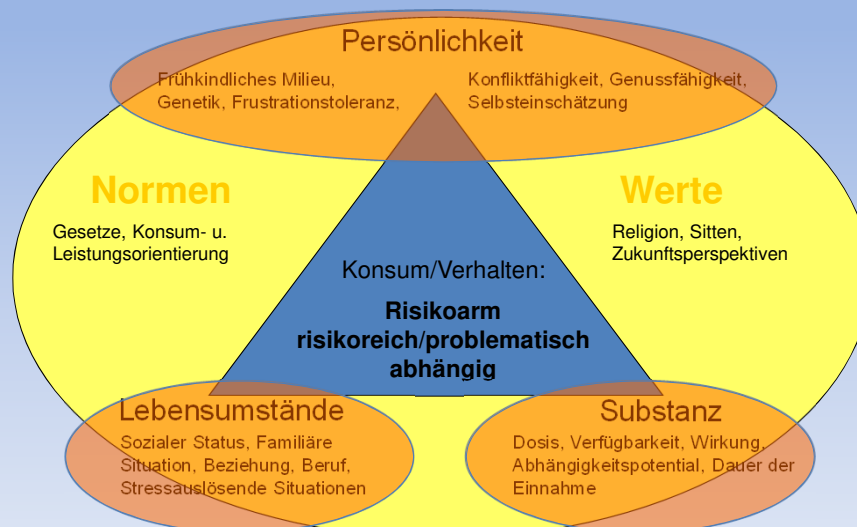 Persönlichkeit
Frühkindliches Milieu,
Genetik, Frustrationstoleranz,
Konfliktfähigkeit, Genussfähigkeit,
Selbsteinschätzung
Normen
Gesetze, Konsum- u.
Leistungsorientierung
Werte
Religion, Sitten,
Zukunftsperspektiven
Konsum/Verhalten:
Risikoarm
risikoreich/problematisch
abhängig
Lebensumstände
Sozialer Status, Familiäre
Situation, Beziehung, Beruf,
Stressauslösende Situationen
Substanz
Dosis, Verfügbarkeit, Wirkung,
Abhängigkeitspotential, Dauer der
Einnahme